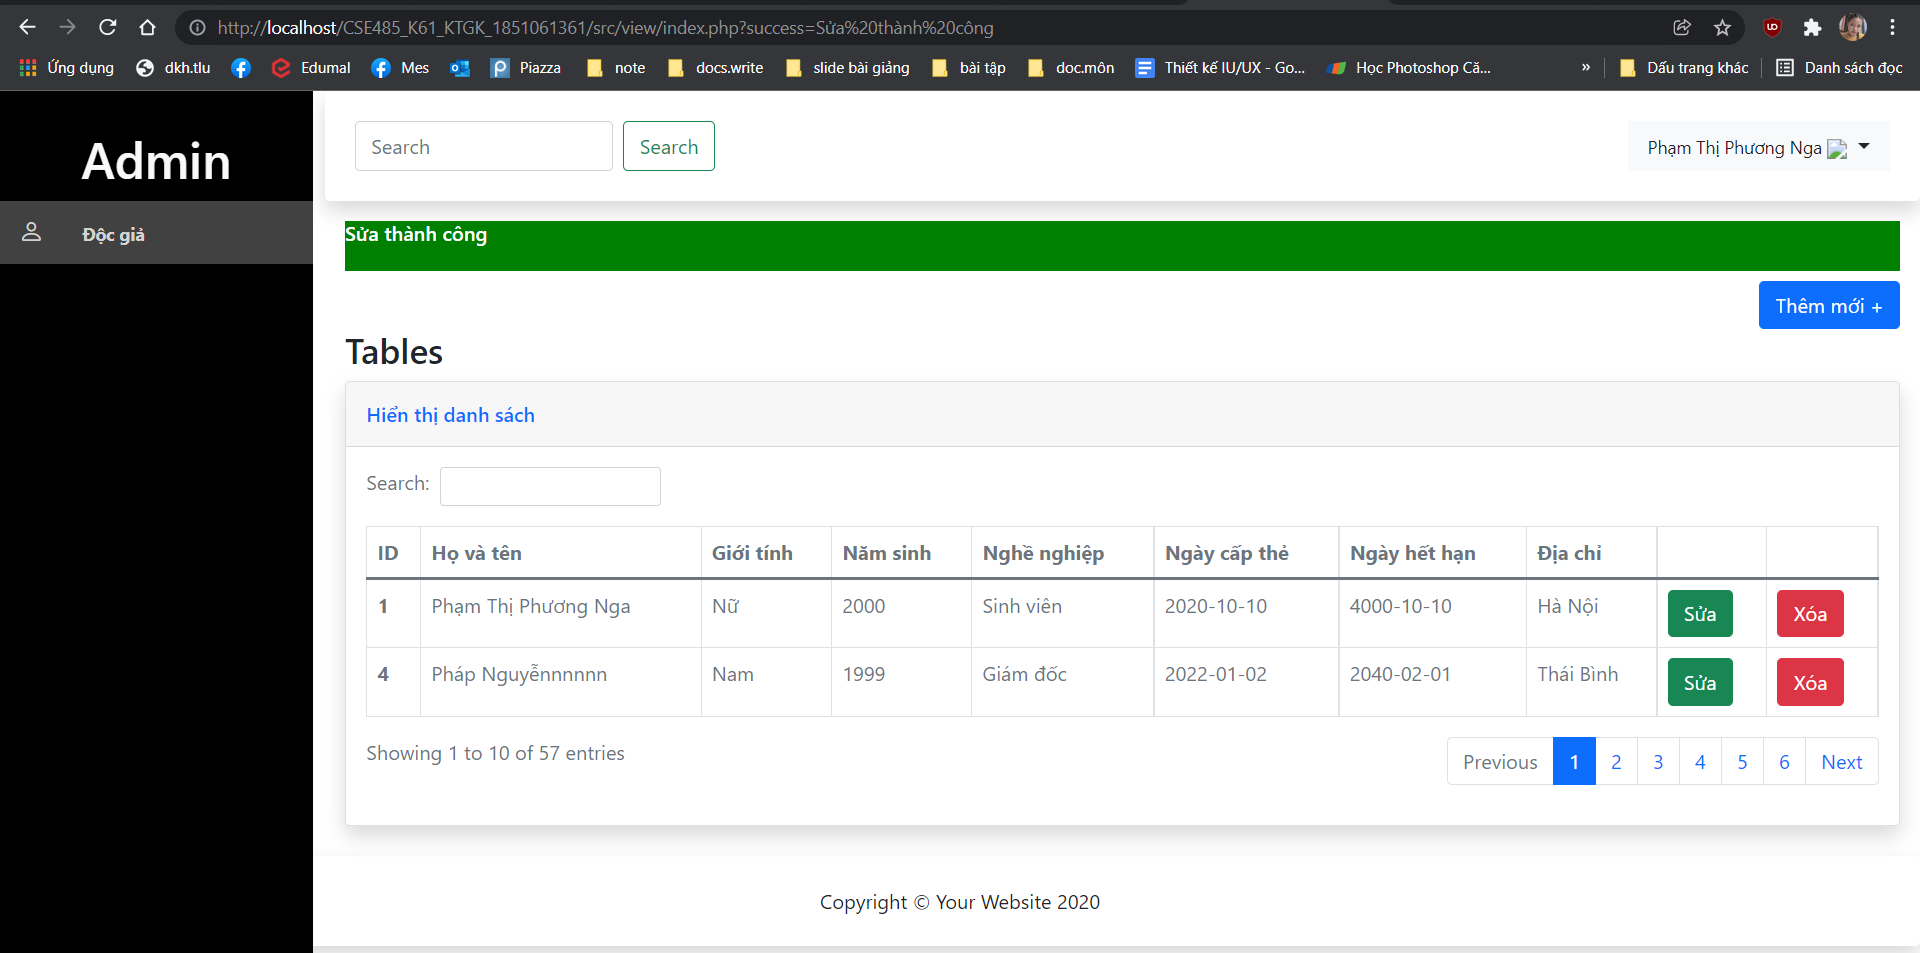 http://localhost/CSE485_K61_KTGK_1851061361/src/view/index.php?success=Sửa%20thành%20công
Ứng dụng dkh.tlu Edumal Mes Piazza note docs.write slide bài giảng bài tập doc.môn Thiết kế IU/UX - Go... Học Photoshop Că... » Dấu trang khác Danh sách đọc
Admin
Độc giả
Search Search Phạm Thị Phương Nga
Sửa thành công
Thêm mới +
Tables
Hiển thị danh sách
Search:
ID Họ và tên Giới tính Năm sinh Nghề nghiệp Ngày cấp thẻ Ngày hết hạn Địa chỉ
1 Phạm Thị Phương Nga Nữ 2000 Sinh viên 2020-10-10 4000-10-10 Hà Nội Sửa Xóa
4 Pháp Nguyễnnnnnn Nam 1999 Giám đốc 2022-01-02 2040-02-01 Thái Bình Sửa Xóa
Showing 1 to 10 of 57 entries Previous 1 2 3 4 5 6 Next
Copyright © Your Website 2020